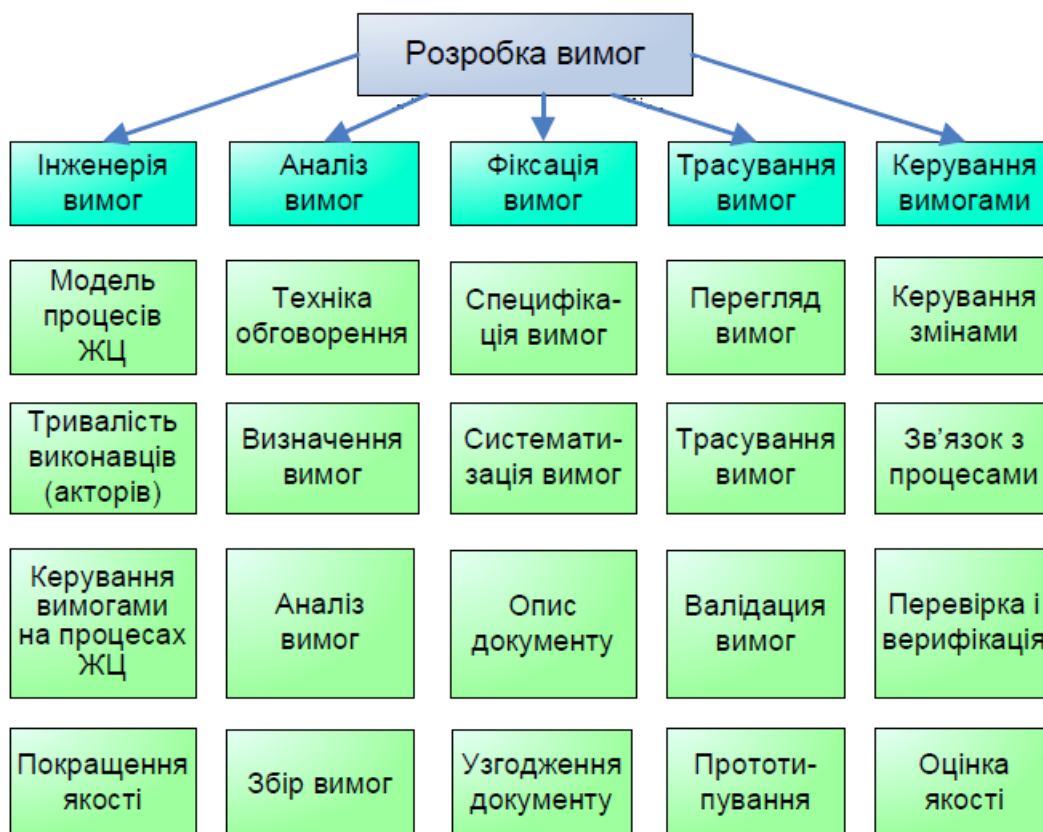 Розробка вимог
Інженерія
вимог
Аналіз
вимог
Фіксація
вимог
Трасування
вимог
Керування
вимогами
Модель
процесів
ЖЦ
Техніка
обговорення
Специфіка-
ція вимог
Перегляд
вимог
Керування
змінами
Тривалість
виконавців
(акторів)
Визначення
вимог
Системати-
зація вимог
Трасування
вимог
Зв’язок з
процесами
Керування
вимогами
на процесах
ЖЦ
Аналіз
вимог
Опис
документу
Валідация
вимог
Перевірка і
верифікація
Покращення
якості
Збір вимог
Узгодження
документу
Прототи-
пування
Оцінка
якості